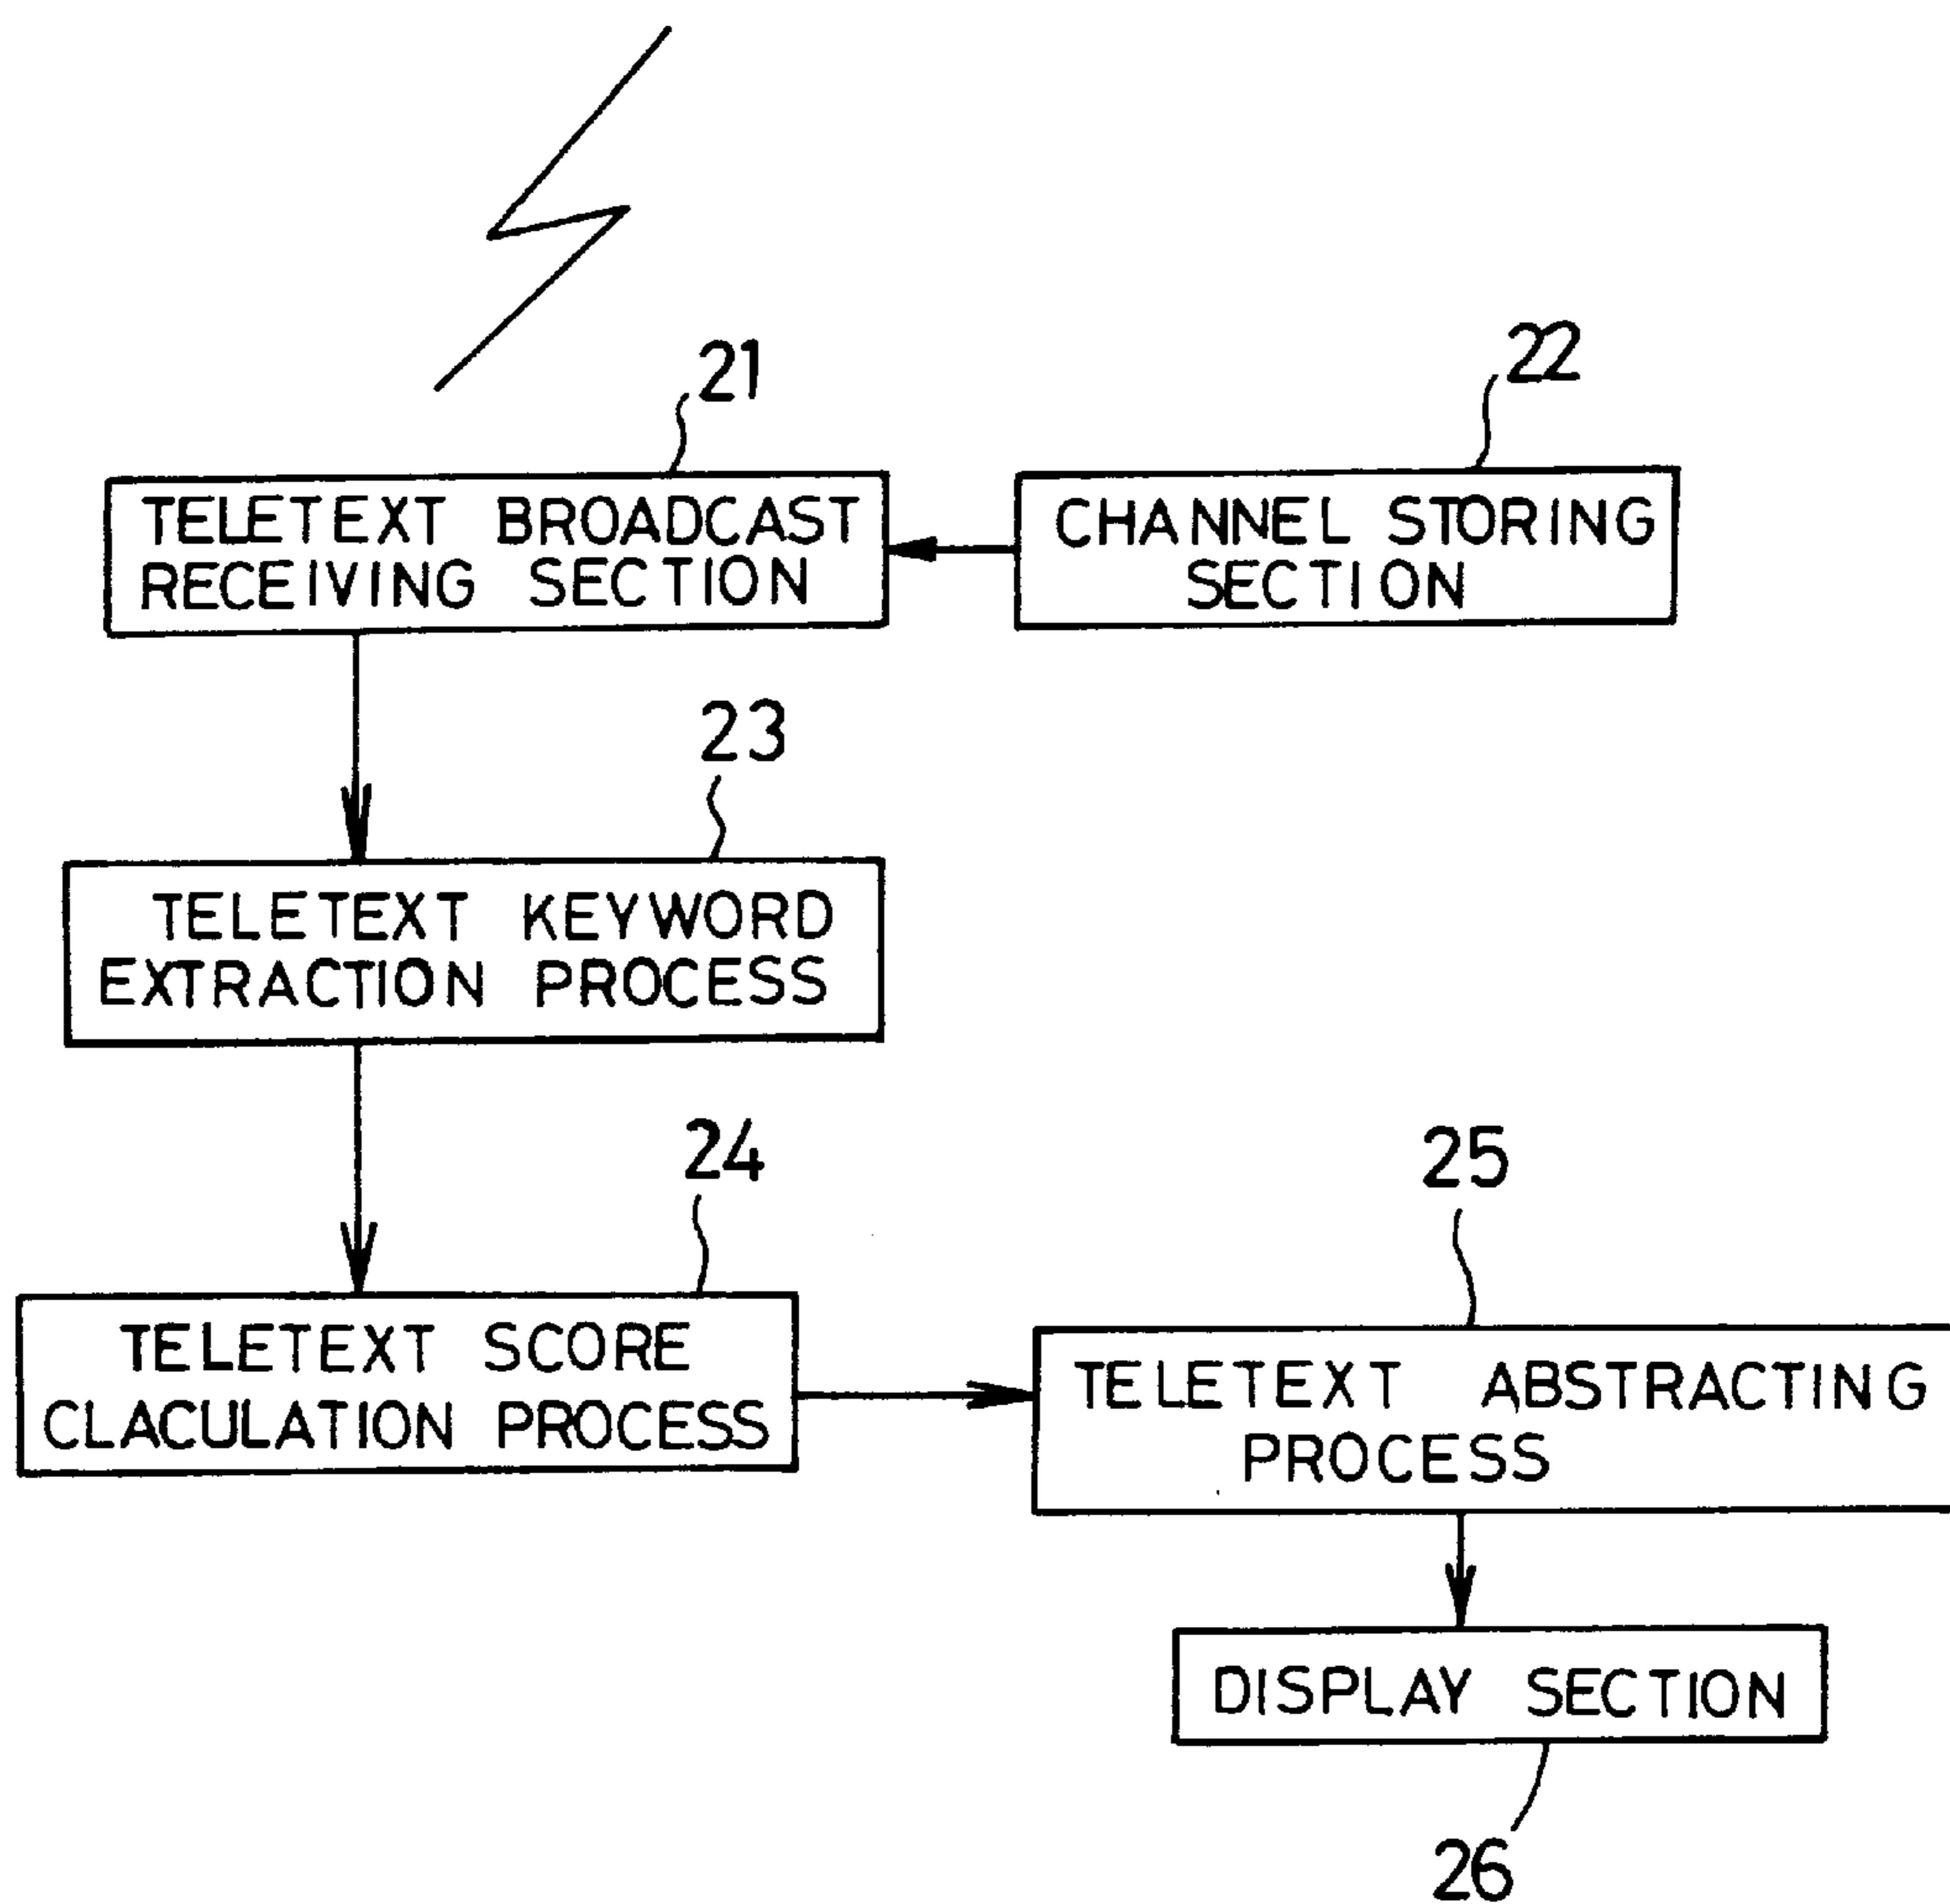 21
TELETEXT BROADCAST
RECEIVING SECTION
22
CHANNEL STORING
SECTION
23
TELETEXT KEYWORD
EXTRACTION PROCESS
24
TELETEXT SCORE
CLACULATION PROCESS
25
TELETEXT ABSTRACTING
PROCESS
DISPLAY SECTION
26